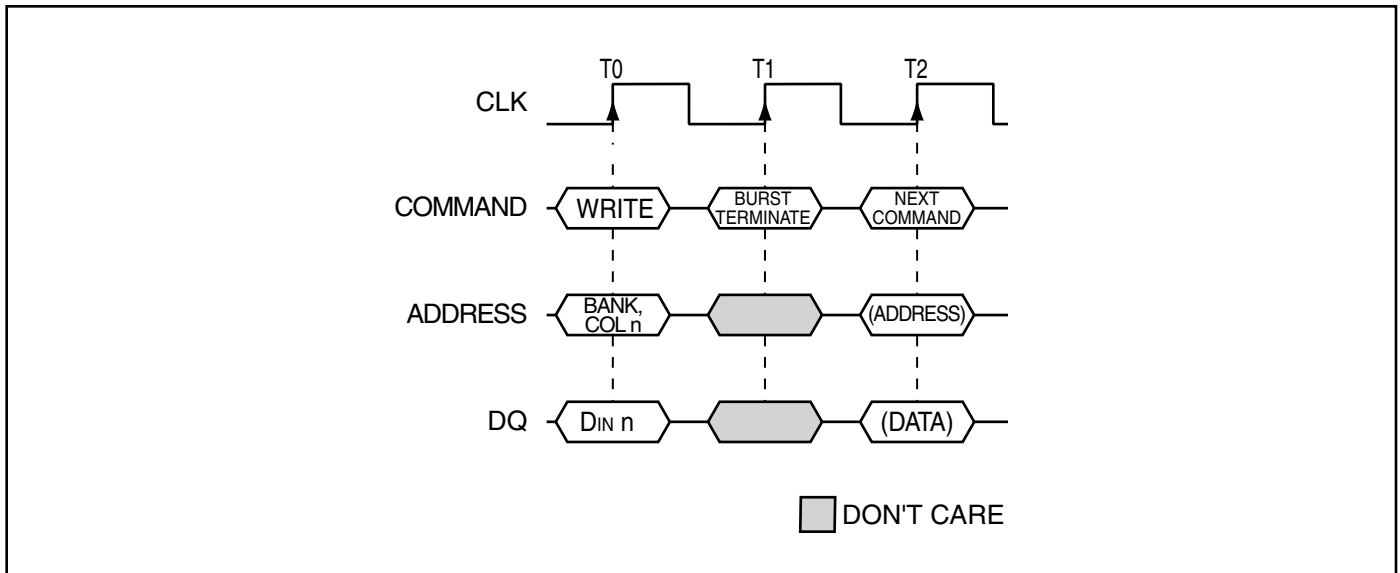 T0 T1 T2
CLK
COMMAND WRITE BURST TERMINATE NEXT COMMAND
ADDRESS BANK, COL n (ADDRESS)
DQ DIN n (DATA)
DON'T CARE